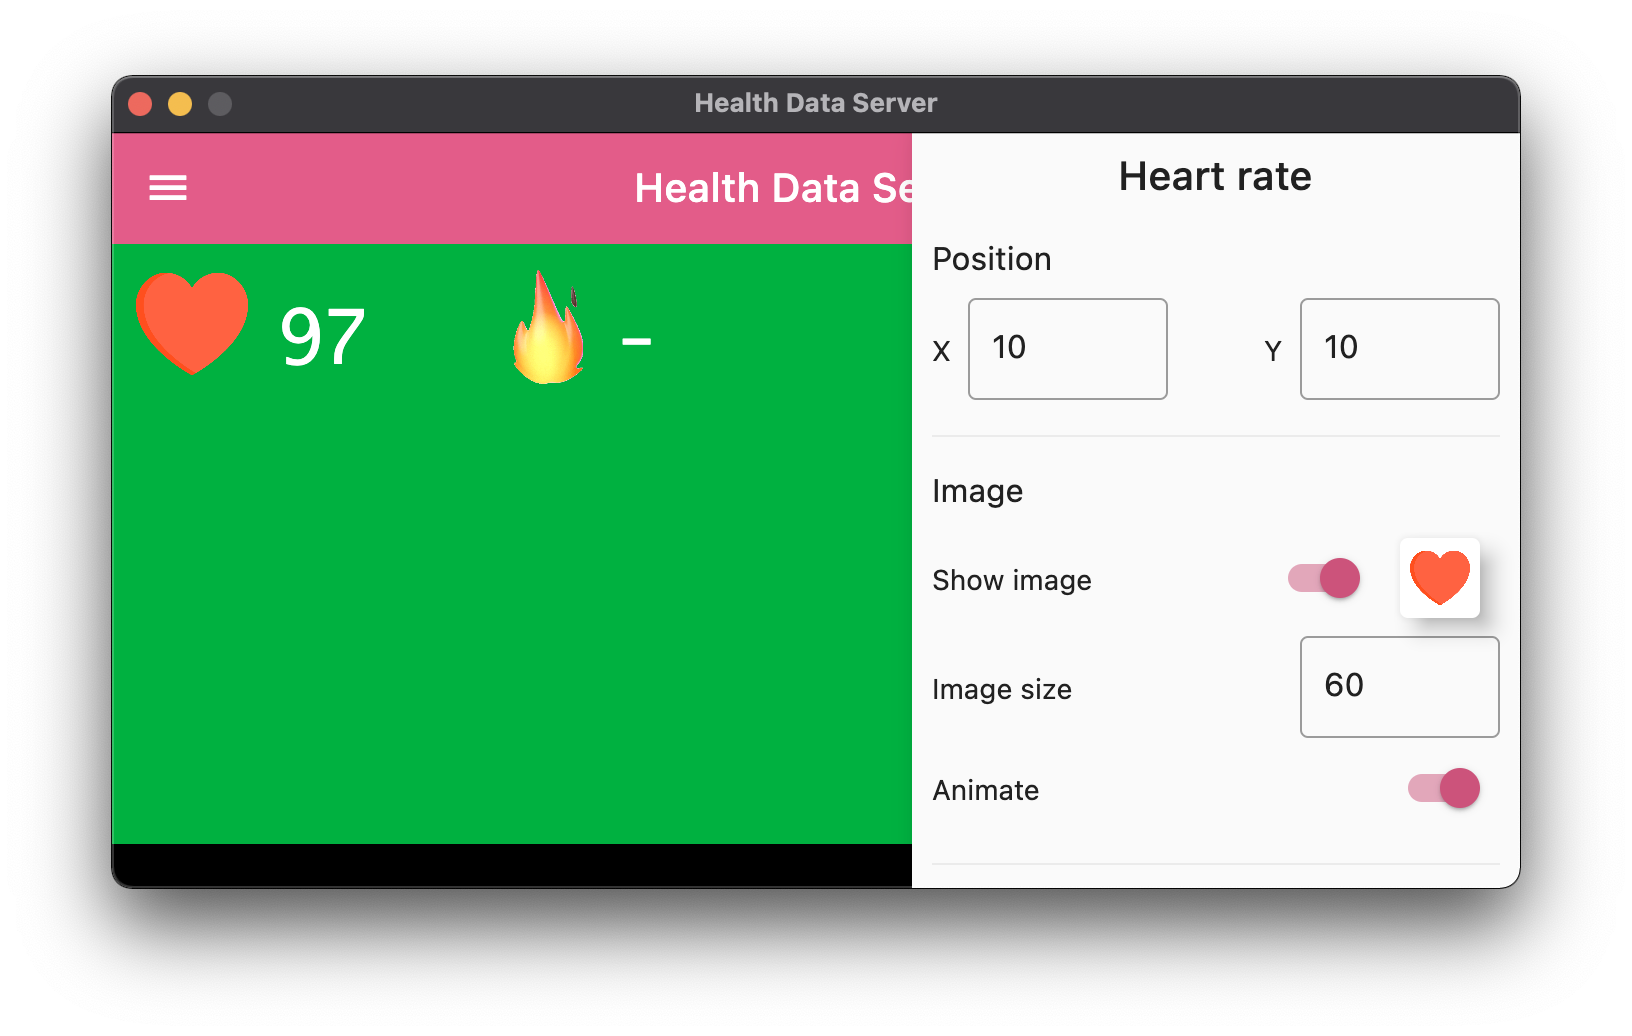 Health Data Server
Health Data Se
97
-
Heart rate
Position
X 10 Y 10
Image
Show image
Image size 60
Animate